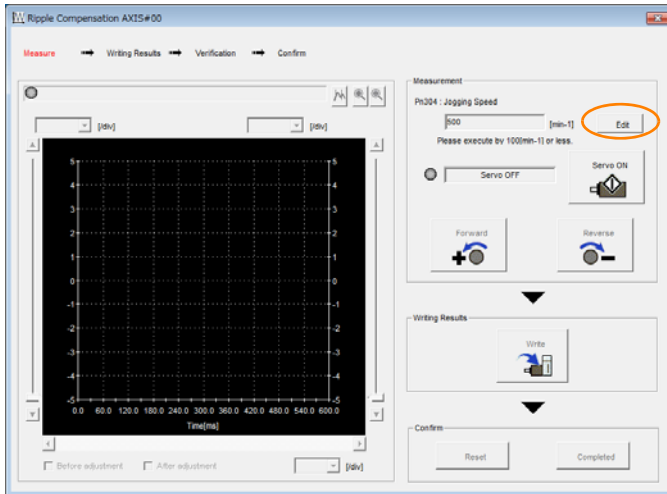 Ripple Compensation AXIS#00
Measure Writing Results Verification Confirm
[/div] [/div]
5 5
4 4
3 3
2 2
1 1
0 0
-1 -1
-2 -2
-3 -3
-4 -4
-5 -5
0.0 60.0 120.0 180.0 240.0 300.0 360.0 420.0 480.0 540.0 600.0
Time[ms]
Before adjustment After adjustment [/div]
Measurement
Pn304 : Jogging Speed
500 [min-1] Edit
Please execute by 100[min-1] or less.
Servo OFF
Servo ON
Forward
Reverse
Writing Results
Write
Confirm
Reset Completed